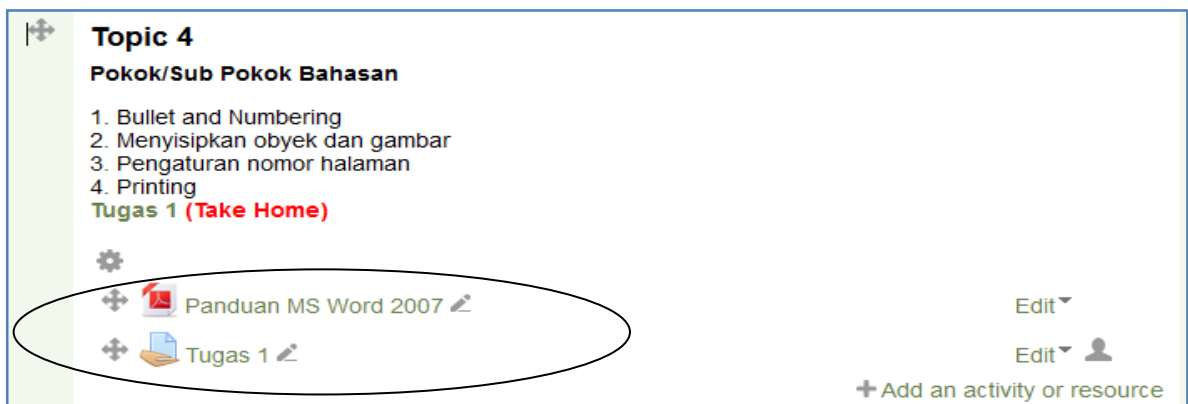 Topic 4
Pokok/Sub Pokok Bahasan
1. Bullet and Numbering
2. Menyisipkan obyek dan gambar
3. Pengaturan nomor halaman
4. Printing
Tugas 1 (Take Home)
Panduan MS Word 2007 Edit
Tugas 1 Edit
Add an activity or resource